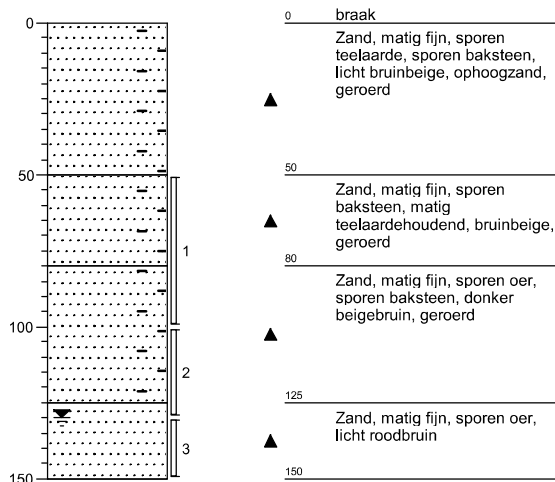 0
50
100
150
1
2
3
0 braak
Zand, matig fijn, sporen
teelaarde, sporen baksteen,
licht bruinbeige, ophoogzand,
geroerd
50
Zand, matig fijn, sporen
baksteen, matig
teelaardehoudend, bruinbeige,
geroerd
80
Zand, matig fijn, sporen oer,
sporen baksteen, donker
beigebruin, geroerd
125
Zand, matig fijn, sporen oer,
licht roodbruin
150